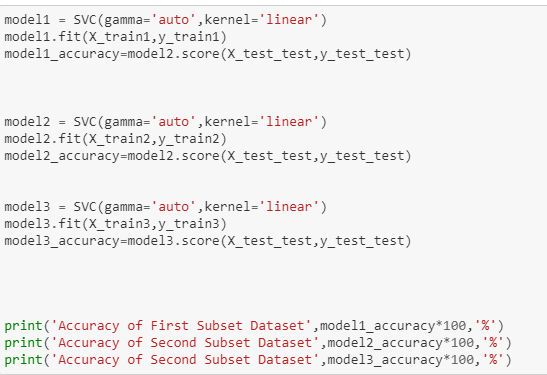 model1 = SVC(gamma='auto',kernel='linear')
model1.fit(X_train1,y_train1)
model1_accuracy=model2.score(X_test_test,y_test_test)
model2 = SVC(gamma='auto',kernel='linear')
model2.fit(X_train2,y_train2)
model2_accuracy=model2.score(X_test_test,y_test_test)
model3 = SVC(gamma='auto',kernel='linear')
model3.fit(X_train3,y_train3)
model3_accuracy=model3.score(X_test_test,y_test_test)
print('Accuracy of First Subset Dataset',model1_accuracy*100,'%')
print('Accuracy of Second Subset Dataset',model2_accuracy*100,'%')
print('Accuracy of Second Subset Dataset',model3_accuracy*100,'%')